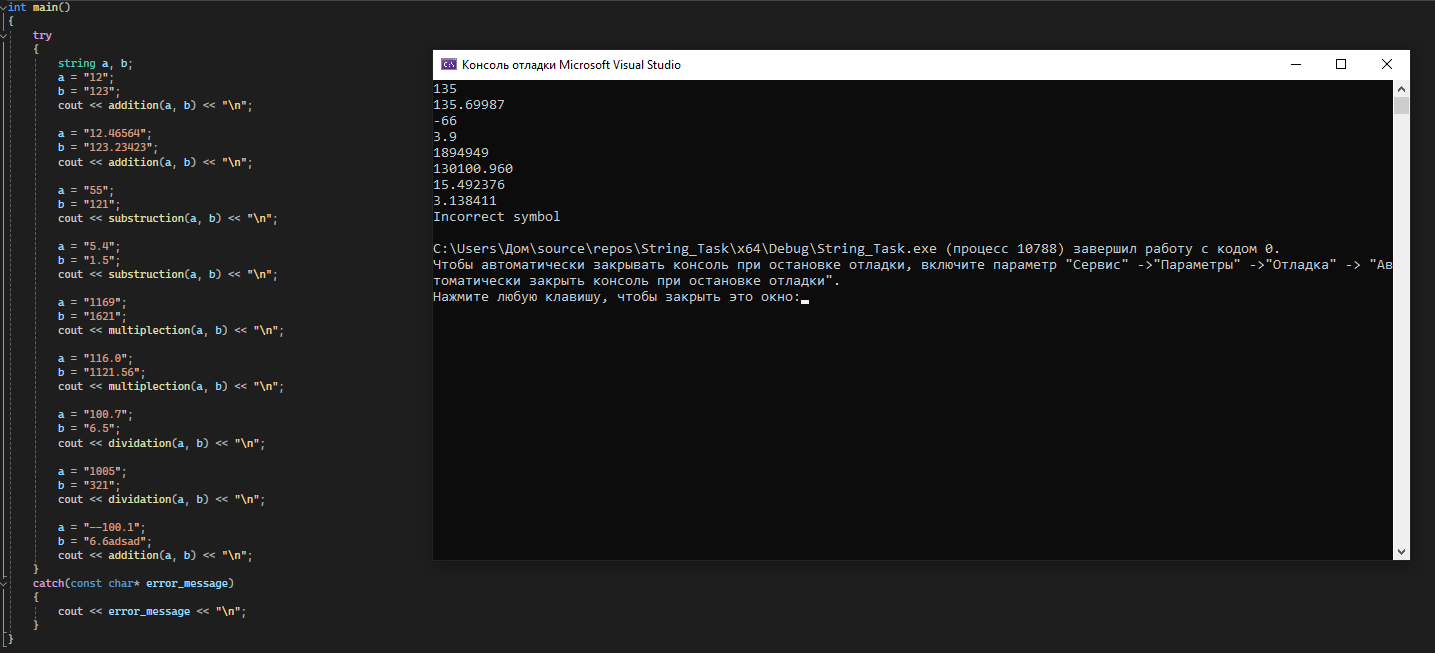 int main()
{
try
{
string a, b;
a = "12";
b = "123";
cout << addition(a, b) << "\n";
a = "12.46564";
b = "123.23423";
cout << addition(a, b) << "\n";
a = "55";
b = "121";
cout << substruction(a, b) << "\n";
a = "5.4";
b = "1.5";
cout << substruction(a, b) << "\n";
a = "1169";
b = "1621";
cout << multiplection(a, b) << "\n";
a = "116.0";
b = "1121.56";
cout << multiplection(a, b) << "\n";
a = "100.7";
b = "6.5";
cout << dividation(a, b) << "\n";
a = "1005";
b = "321";
cout << dividation(a, b) << "\n";
a = "--100.1";
b = "6.6adsad";
cout << addition(a, b) << "\n";
}
catch(const char* error_message)
{
cout << error_message << "\n";
}
}
Консоль отладки Microsoft Visual Studio
135
135.69987
-66
3.9
1894949
130100.960
15.492376
3.138411
Incorrect symbol
C:\Users\Дом\source\repos\String_Task\x64\Debug\String_Task.exe (процесс 10788) завершил работу с кодом 0.
Чтобы автоматически закрывать консоль при остановке отладки, включите параметр "Сервис" ->"Параметры" ->"Отладка" -> "Ав
томатически закрыть консоль при остановке отладки".
Нажмите любую клавишу, чтобы закрыть это окно: